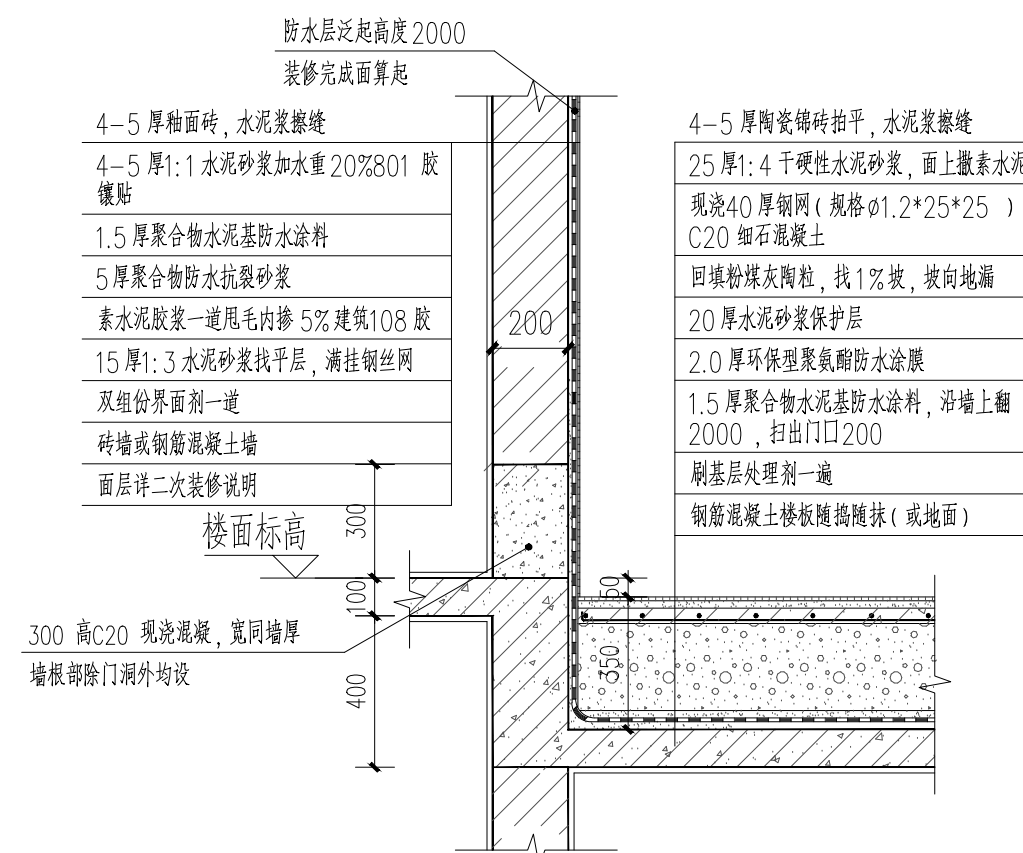 防水层泛起高度2000
装修完成面算起
4-5 厚釉面砖, 水泥浆擦缝
4-5 厚1:1 水泥砂浆加水重20%801 胶
镶贴
1.5 厚聚合物水泥基防水涂料
5 厚聚合物防水抗裂砂浆
素水泥胶浆一道甩毛内掺 5% 建筑108 胶
15 厚1:3 水泥砂浆找平层, 满挂钢丝网
双组份界面剂一道
砖墙或钢筋混凝土墙
面层详二次装修说明
4-5 厚陶瓷锦砖拍平, 水泥浆擦缝
25 厚1:4 干硬性水泥砂浆, 面上撒素水泥
现浇40 厚钢网( 规格ø1.2*25*25 )
C20 细石混凝土
回填粉煤灰陶粒, 找1%坡, 坡向地漏
20 厚水泥砂浆保护层
2.0 厚环保型聚氨酯防水涂膜
1.5 厚聚合物水泥基防水涂料, 沿墙上翻
2000 , 扫出门口200
刷基层处理剂一遍
钢筋混凝土楼板随捣随抹( 或地面)
200
楼面标高
300
100
400
50
350
300 高C20 现浇混凝, 宽同墙厚
墙根部除门洞外均设